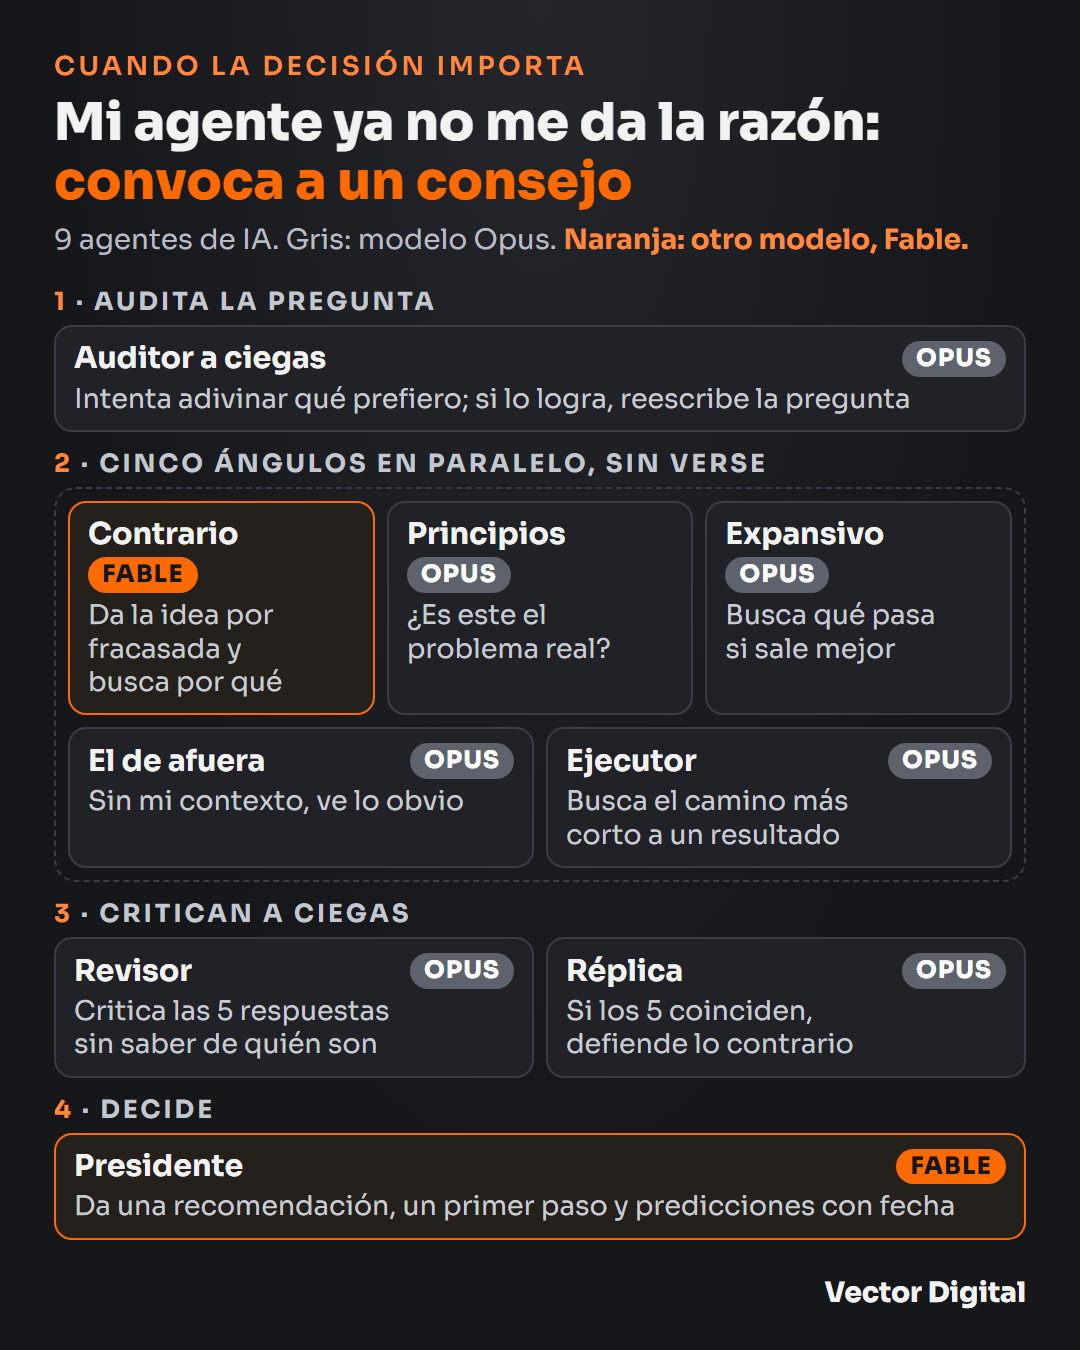 CUANDO LA DECISIÓN IMPORTA
Mi agente ya no me da la razón:
convoca a un consejo
9 agentes de IA. Gris: modelo Opus. Naranja: otro modelo, Fable.
1 · AUDITA LA PREGUNTA
Auditor a ciegas
OPUS
Intenta adivinar qué prefiero; si lo logra, reescribe la pregunta
2 · CINCO ÁNGULOS EN PARALELO, SIN VERSE
Contrario
FABLE
Da la idea por
fracasada y
busca por qué
Principios
OPUS
¿Es este el
problema real?
Expansivo
OPUS
Busca qué pasa
si sale mejor
El de afuera
OPUS
Sin mi contexto, ve lo obvio
Ejecutor
OPUS
Busca el camino más
corto a un resultado
3 · CRITICAN A CIEGAS
Revisor
OPUS
Critica las 5 respuestas
sin saber de quién son
Réplica
OPUS
Si los 5 coinciden,
defiende lo contrario
4 · DECIDE
Presidente
FABLE
Da una recomendación, un primer paso y predicciones con fecha
Vector Digital